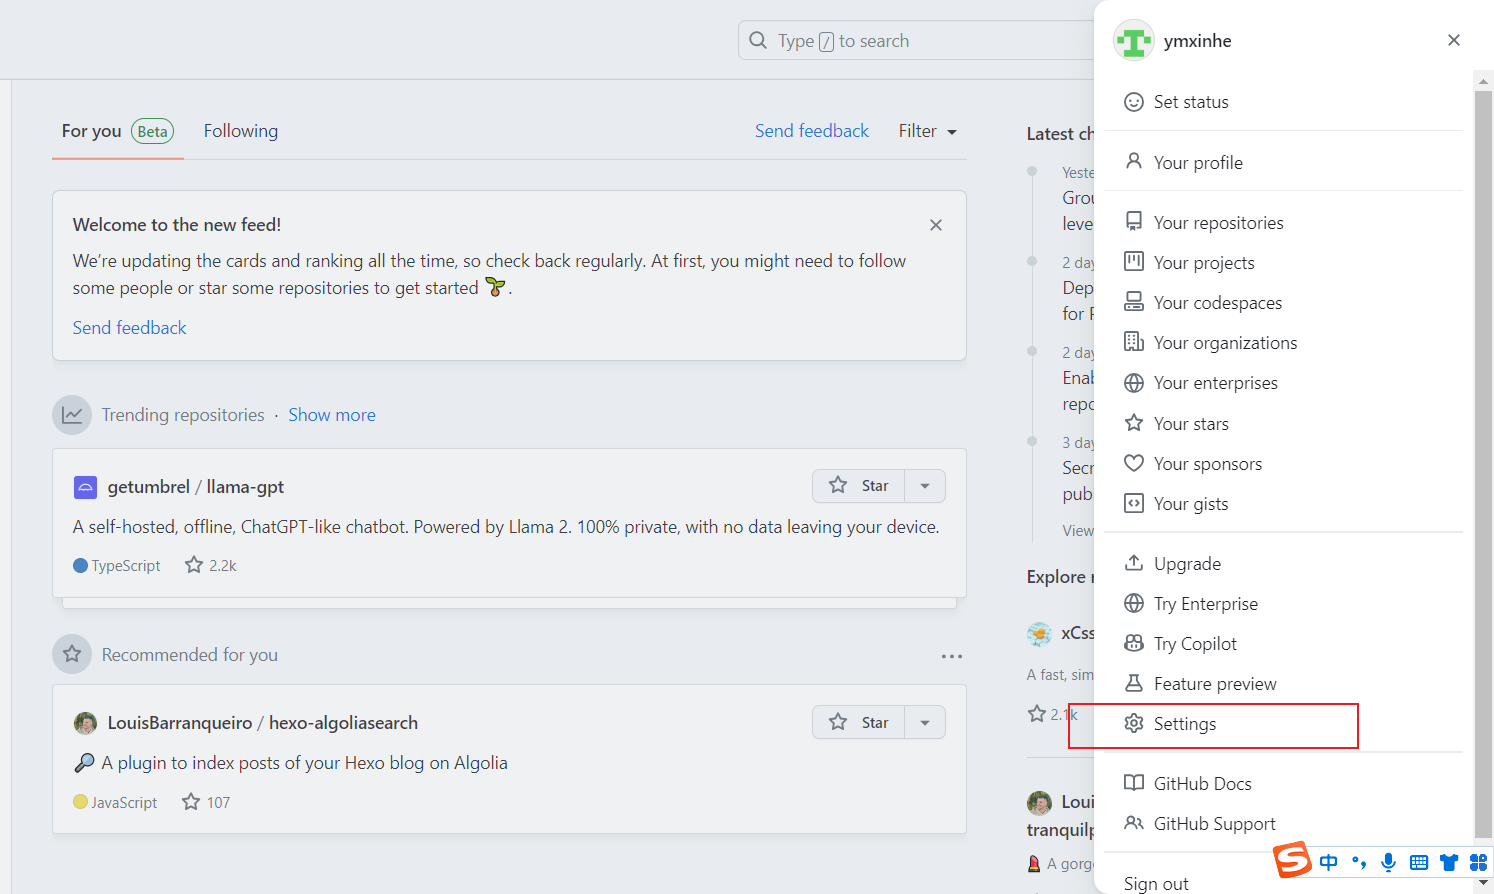 Type / to search
For you Beta Following Send feedback Filter
Welcome to the new feed!
We’re updating the cards and ranking all the time, so check back regularly. At first, you might need to follow
some people or star some repositories to get started.
Send feedback
Trending repositories · Show more
getumbrel / llama-gpt Star
A self-hosted, offline, ChatGPT-like chatbot. Powered by Llama 2. 100% private, with no data leaving your device.
TypeScript 2.2k
Recommended for you
LouisBarranqueiro / hexo-algoliasearch Star
A plugin to index posts of your Hexo blog on Algolia
JavaScript 107
Latest ch
Yeste
Grou
leve
2 day
Dep
for
2 day
Enab
repo
3 day
Secr
pub
View
Explore
xCss
A fast, sim
2.1k
Loui
tranquilp
A gorg
ymxinhe
Set status
Your profile
Your repositories
Your projects
Your codespaces
Your organizations
Your enterprises
Your stars
Your sponsors
Your gists
Upgrade
Try Enterprise
Try Copilot
Feature preview
Settings
GitHub Docs
GitHub Support
S 中
Sign out